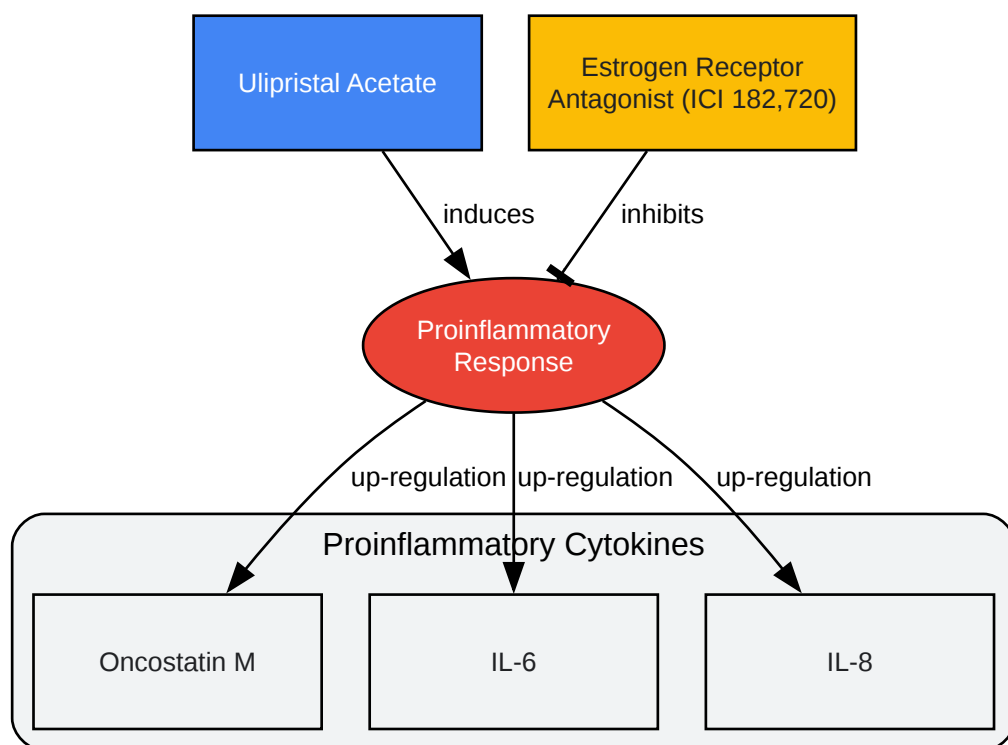 Ulipristal Acetate
Estrogen Receptor
Antagonist (ICI 182,720)
induces
inhibits
Proinflammatory
Response
up-regulation
up-regulation
up-regulation
Proinflammatory Cytokines
Oncostatin M
IL-6
IL-8